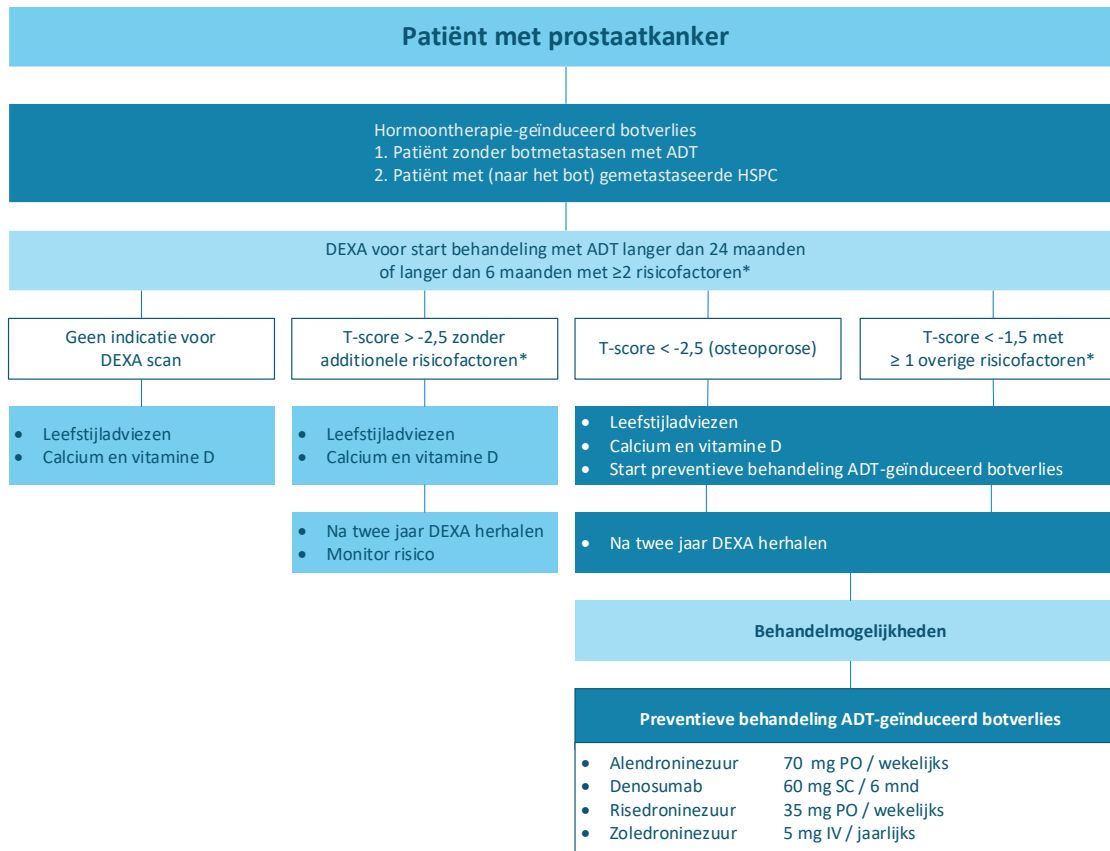 Patiënt met prostaatkanker
Hormoontherapie-geïnduceerd botverlies
1. Patiënt zonder botmetastasen met ADT
2. Patiënt met (naar het bot) gemetastaseerde HSPC
DEXA voor start behandeling met ADT langer dan 24 maanden
of langer dan 6 maanden met ≥2 risicofactoren*
Geen indicatie voor
DEXA scan
T-score > -2,5 zonder
additionele risicofactoren*
T-score < -2,5 (osteoporose)
T-score < -1,5 met
≥ 1 overige risicofactoren*
• Leefstijladviezen
• Calcium en vitamine D
• Leefstijladviezen
• Calcium en vitamine D
• Leefstijladviezen
• Calcium en vitamine D
• Start preventieve behandeling ADT-geïnduceerd botverlies
• Na twee jaar DEXA herhalen
• Monitor risico
• Na twee jaar DEXA herhalen
Behandelmogelijkheden
Preventieve behandeling ADT-geïnduceerd botverlies
• Alendroninezuur 70 mg PO / wekelijks
• Denosumab 60 mg SC / 6 mnd
• Risedroninezuur 35 mg PO / wekelijks
• Zoledroninezuur 5 mg IV / jaarlijks